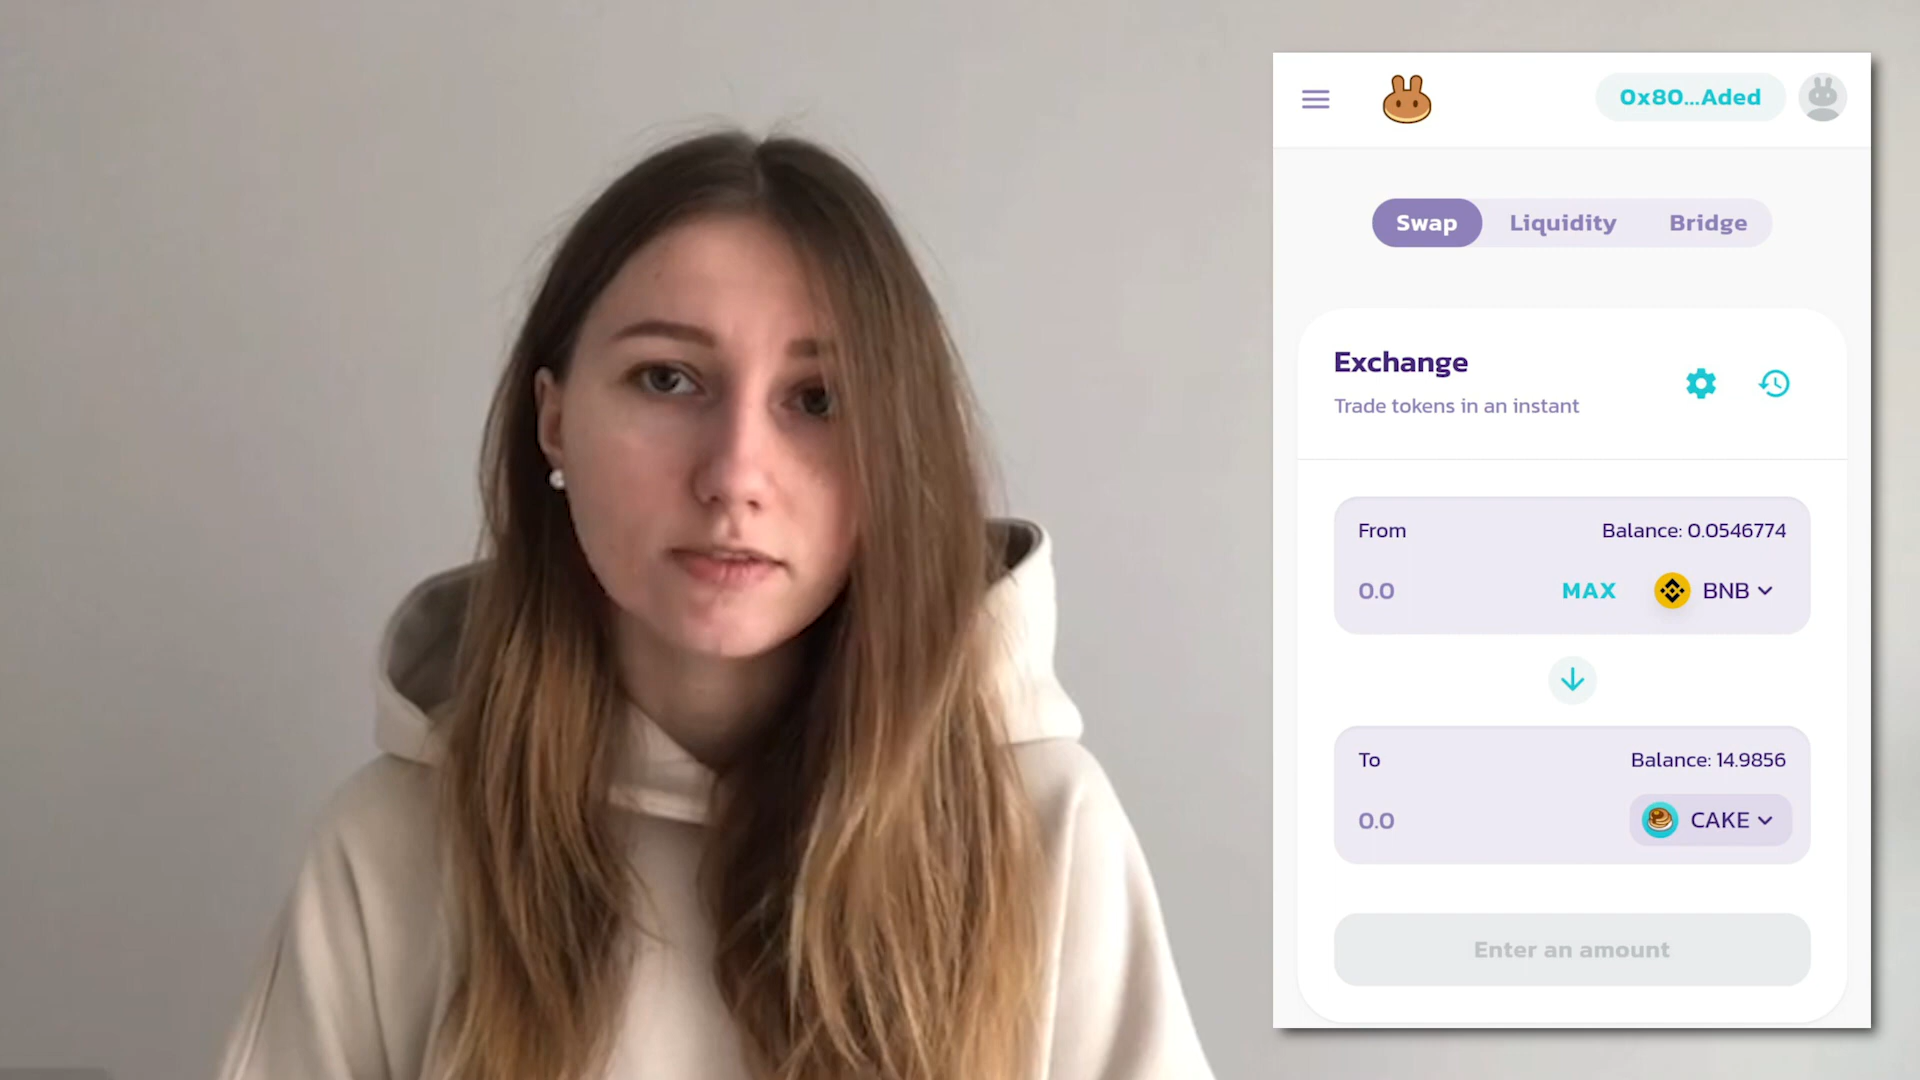 0x80...Aded
Swap Liquidity Bridge
Exchange
Trade tokens in an instant
From Balance: 0.0546774
0.0 MAX BNB
To Balance: 14.9856
0.0 CAKE
Enter an amount